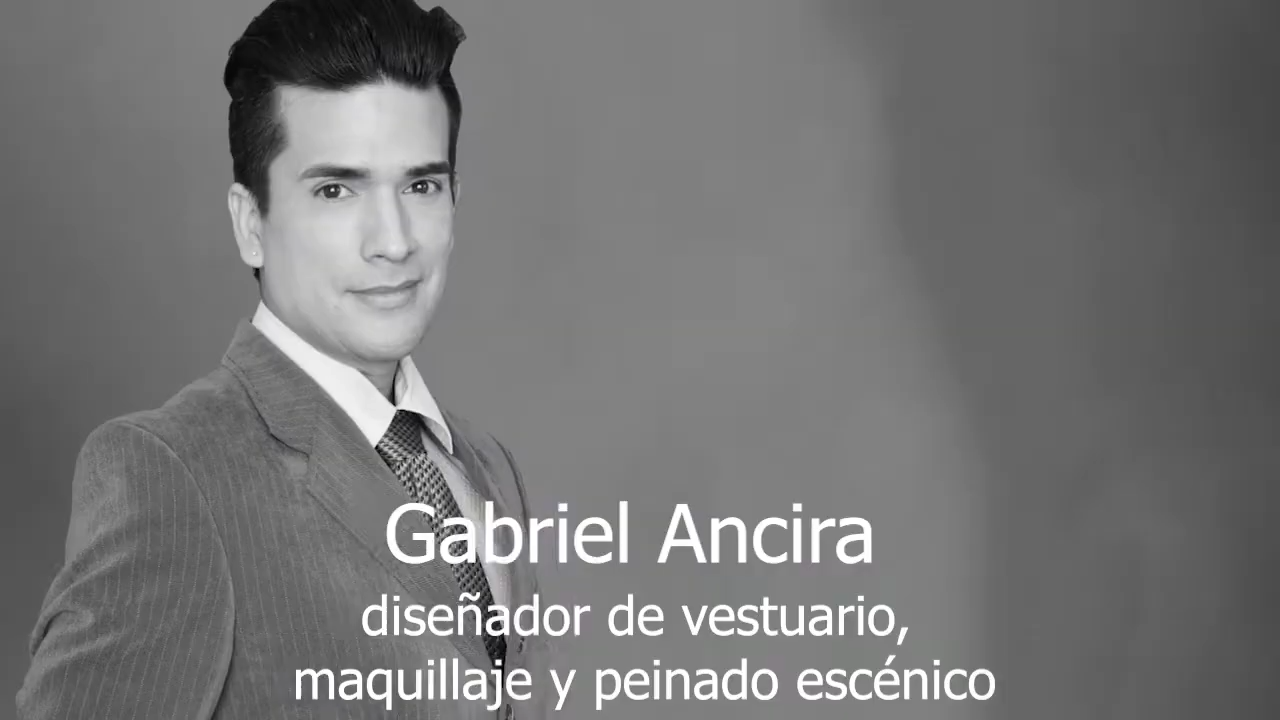 Gabriel Ancira
diseñador de vestuario,
maquillaje y peinado escénico